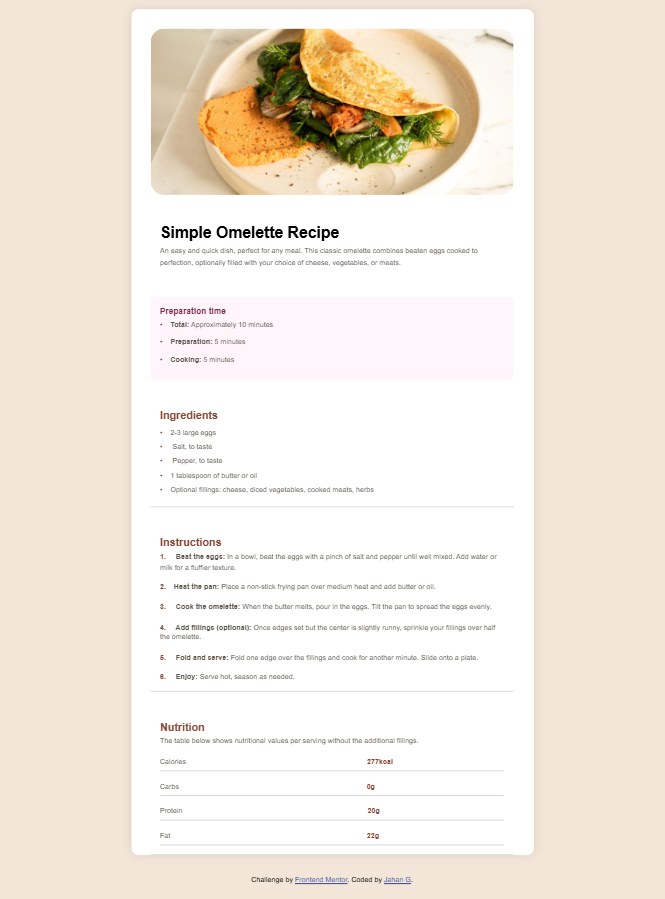 Simple Omelette Recipe
An easy and quick dish, perfect for any meal. This classic omelette combines beaten eggs cooked to
perfection, optionally filled with your choice of cheese, vegetables, or meats.
Preparation time
• Total: Approximately 10 minutes
• Preparation: 5 minutes
• Cooking: 5 minutes
Ingredients
• 2-3 large eggs
• Salt, to taste
• Pepper, to taste
• 1 tablespoon of butter or oil
• Optional fillings: cheese, diced vegetables, cooked meats, herbs
Instructions
1. Beat the eggs: In a bowl, beat the eggs with a pinch of salt and pepper until well mixed. Add water or
milk for a fluffier texture.
2. Heat the pan: Place a non-stick frying pan over medium heat and add butter or oil.
3. Cook the omelette: When the butter melts, pour in the eggs. Tilt the pan to spread the eggs evenly.
4. Add fillings (optional): Once edges set but the center is slightly runny, sprinkle your fillings over half
the omelette.
5. Fold and serve: Fold one edge over the fillings and cook for another minute. Slide onto a plate.
6. Enjoy: Serve hot, season as needed.
Nutrition
The table below shows nutritional values per serving without the additional fillings.
Calories 277kcal
Carbs 0g
Protein 20g
Fat 22g
Challenge by Frontend Mentor. Coded by Jahan G.